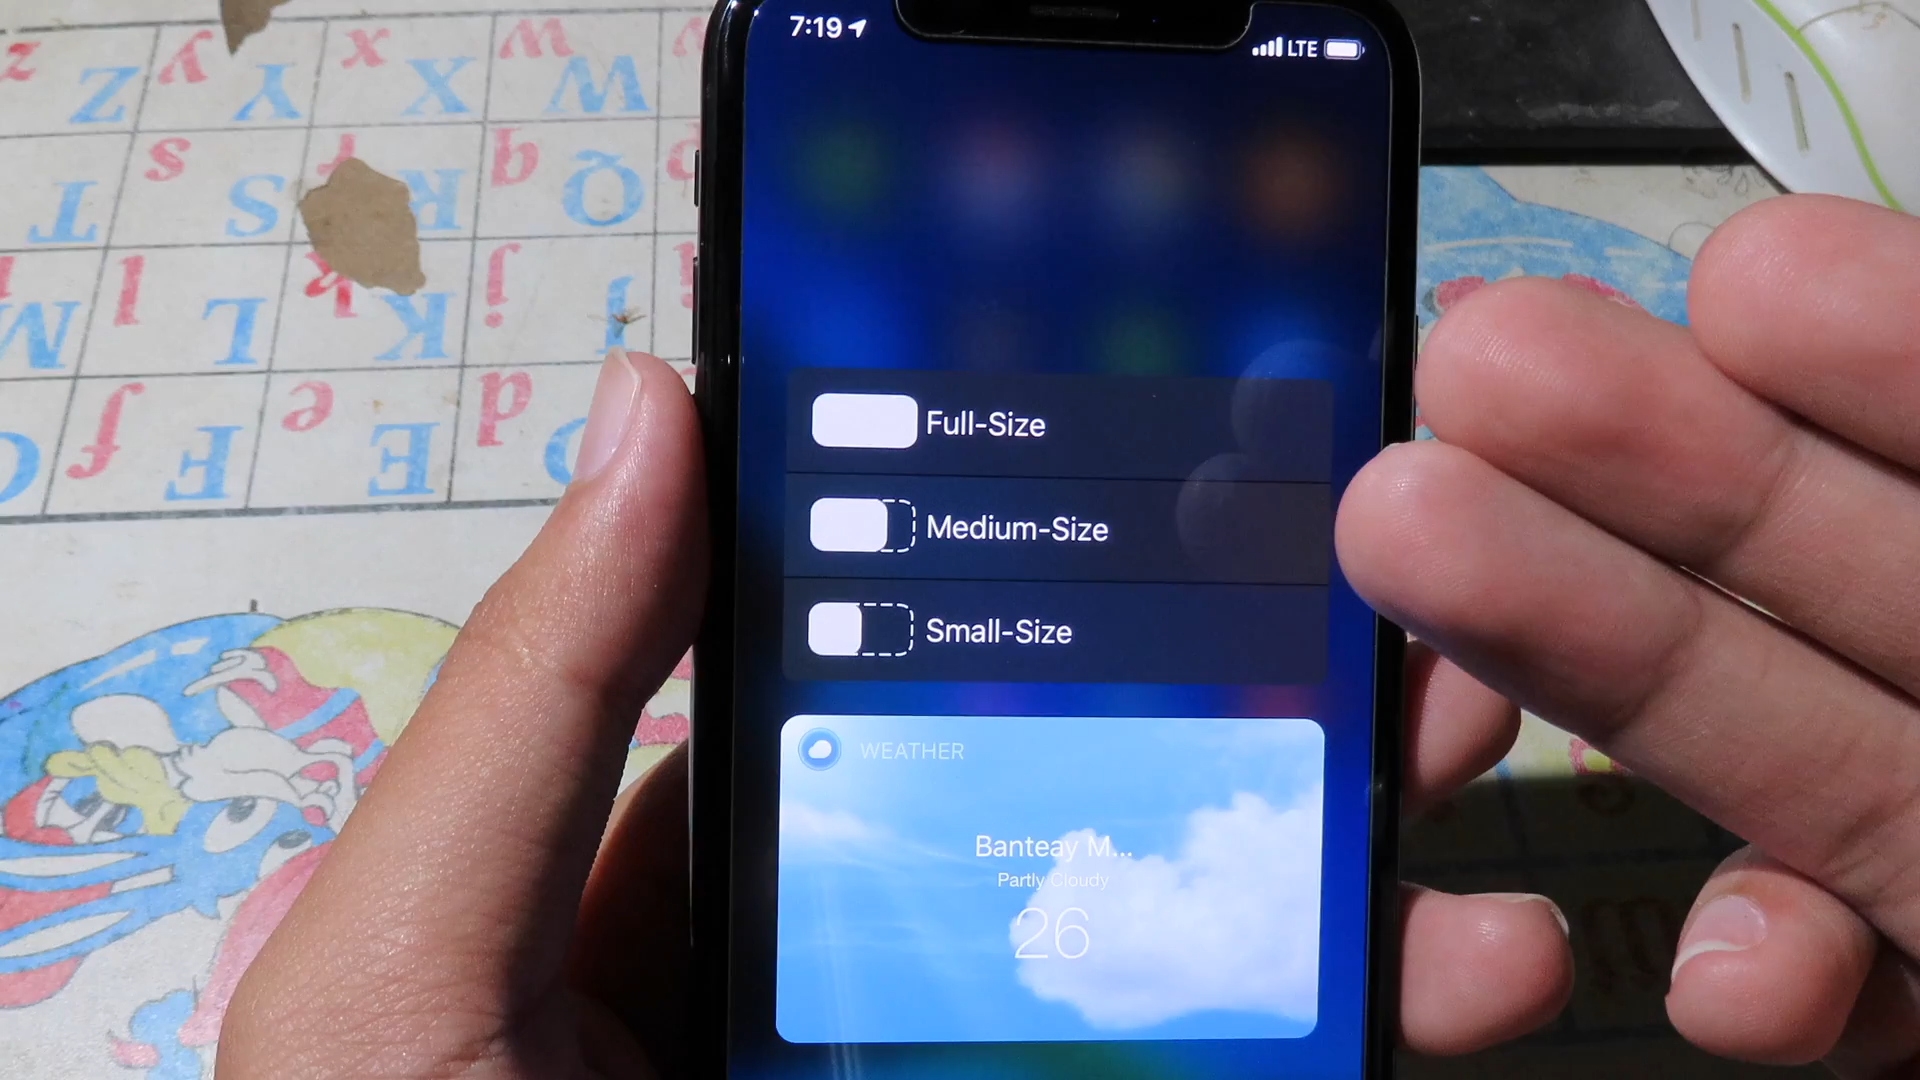 7:19
LTE
Full-Size
Medium-Size
Small-Size
WEATHER
Banteay M...
Partly Cloudy
26
z Z y Y x X w W
T s S R q Q
M l L k K j J
f F e E d